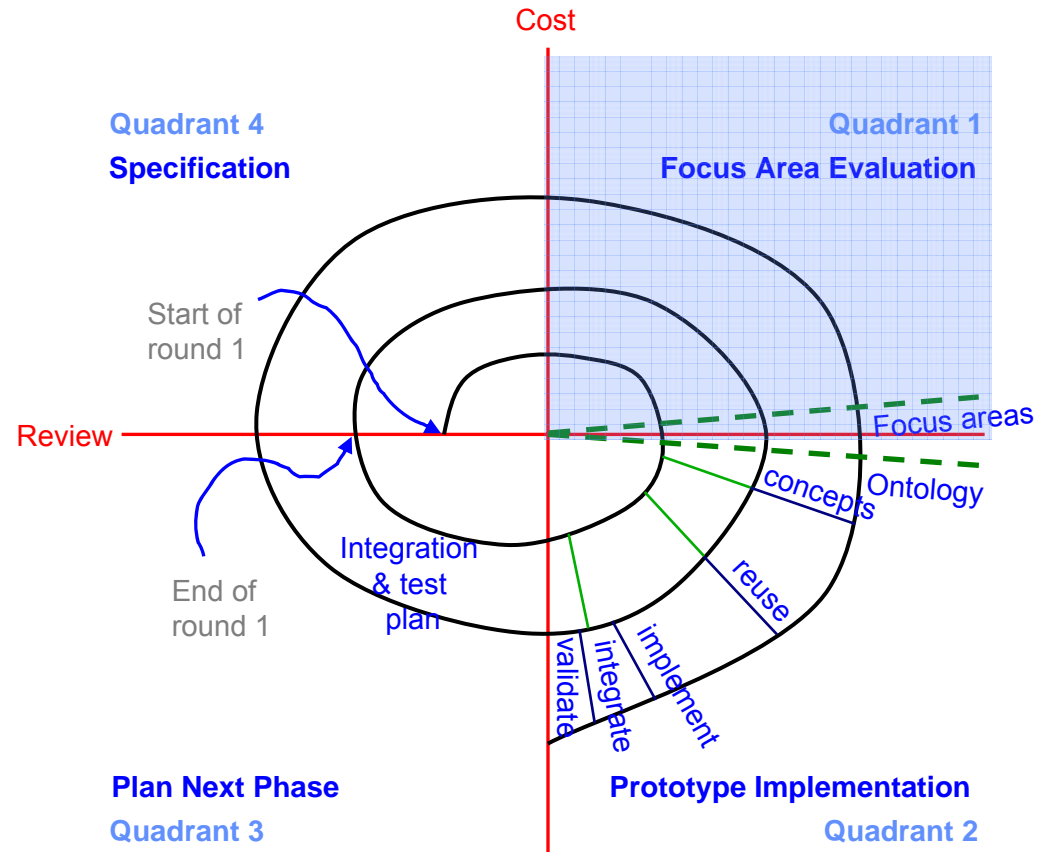 Cost
Quadrant 4
Specification
Quadrant 1
Focus Area Evaluation
Start of
round 1
Review
Focus areas
Ontology
concepts
reuse
implement
integrate
validate
Integration
& test
plan
End of
round 1
Plan Next Phase
Quadrant 3
Prototype Implementation
Quadrant 2